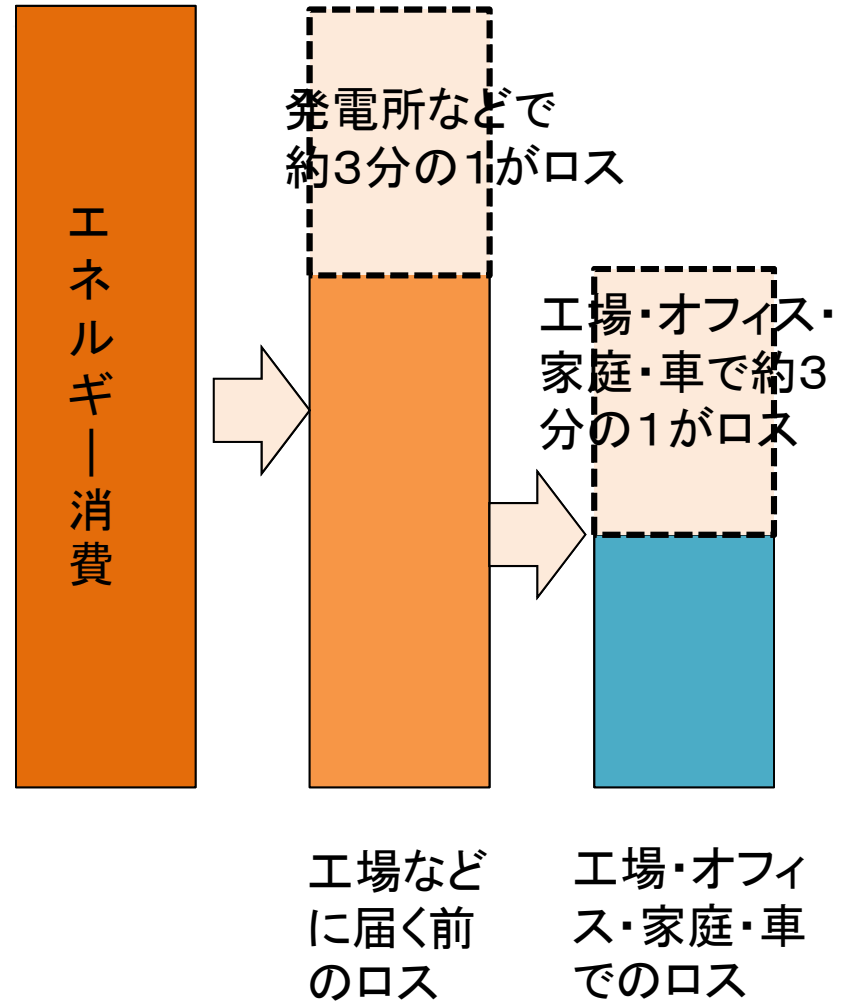 エネルギー消費
発電所などで
約3分の1がロス
工場・オフィス・
家庭・車で約3
分の1がロス
工場など
に届く前
のロス
工場・オフィ
ス・家庭・車
でのロス